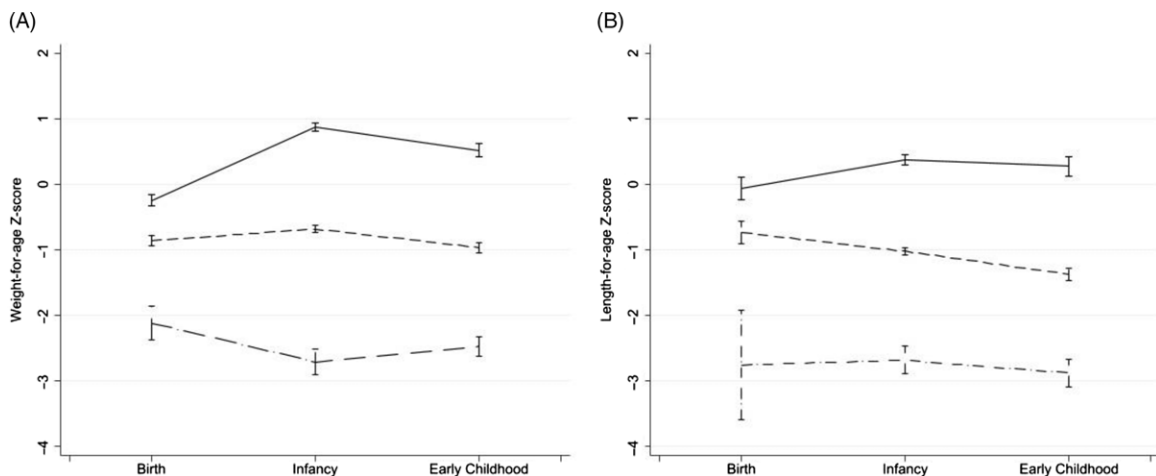 (A)
Weight-for-age Z-score
2
1
0
−1
−2
−3
−4
Birth
Infancy
Early Childhood
(B)
Length-for-age Z-score
2
1
0
−1
−2
−3
−4
Birth
Infancy
Early Childhood